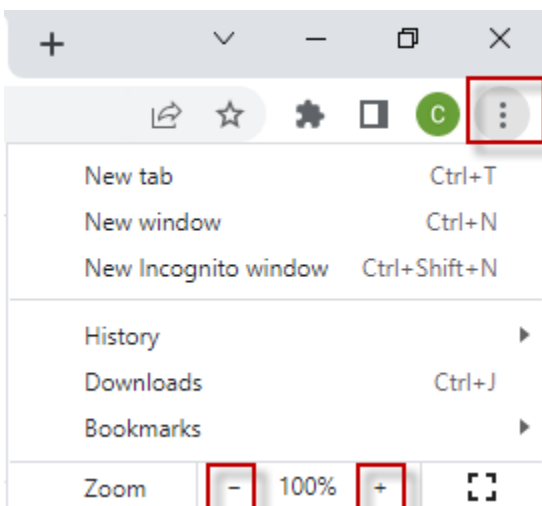 C
New tab Ctrl+T
New window Ctrl+N
New Incognito window Ctrl+Shift+N
History
Downloads Ctrl+J
Bookmarks
Zoom - 100% +